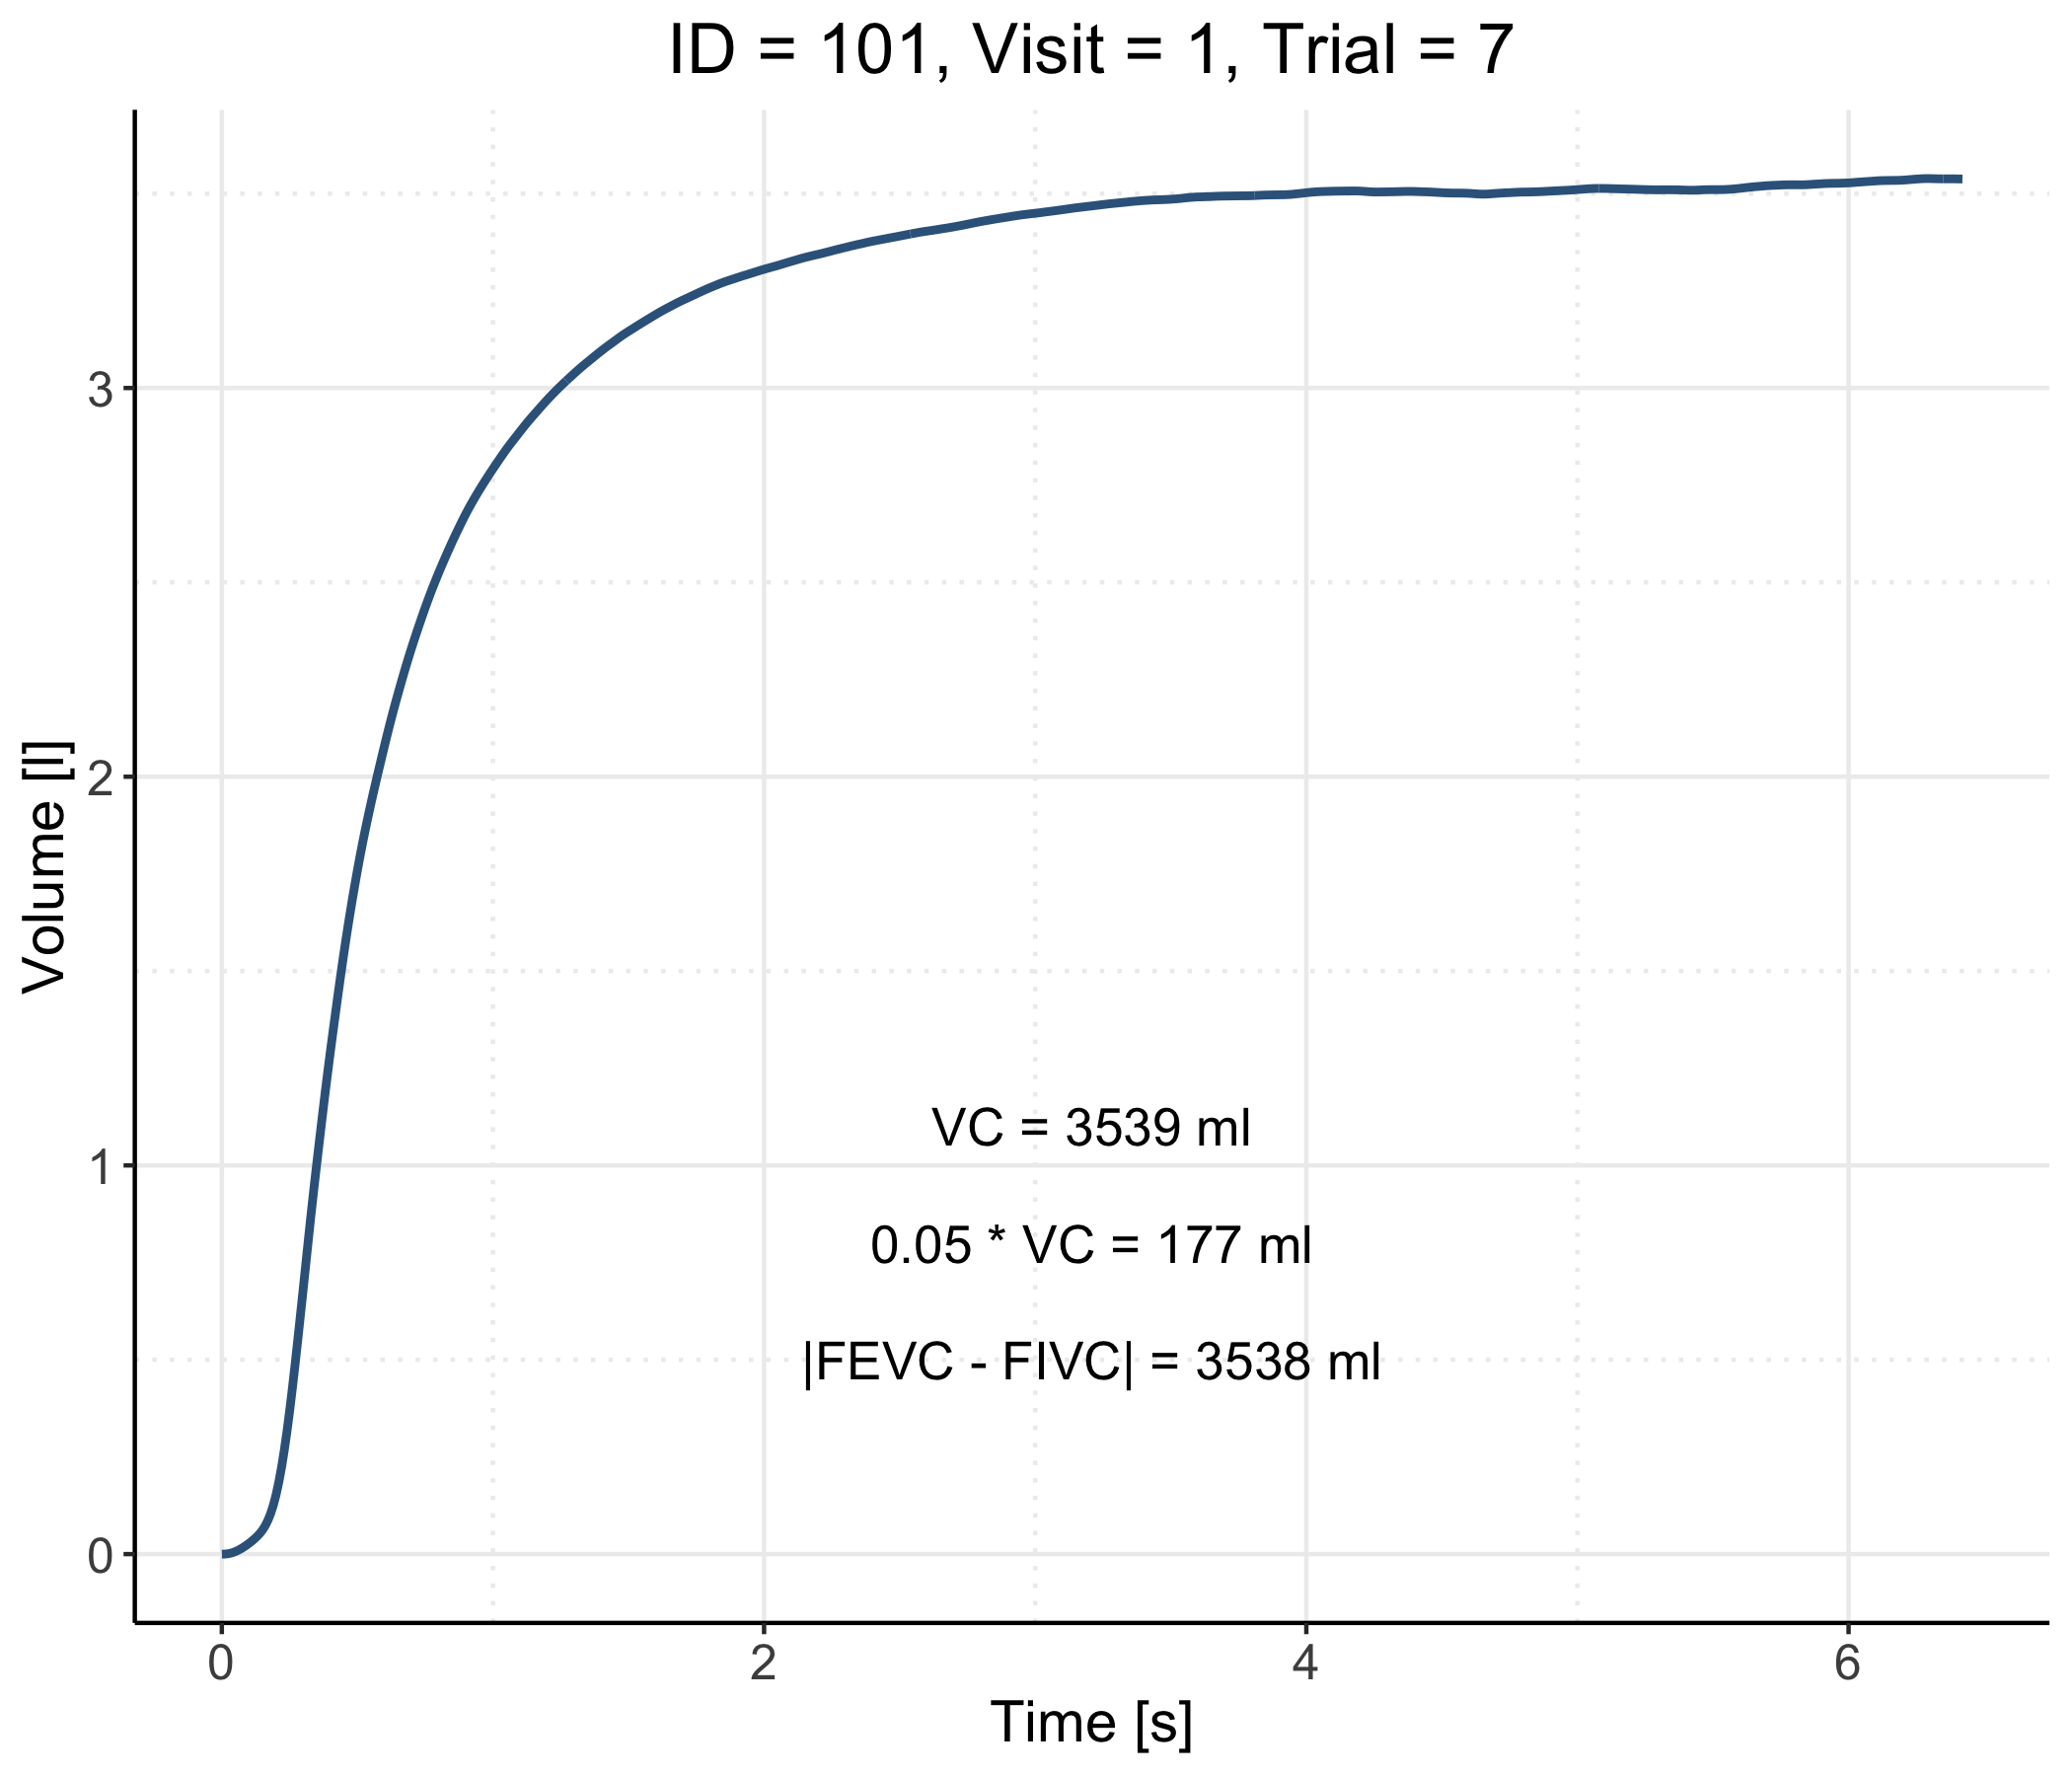 ID = 101, Visit = 1, Trial = 7
Volume [l]
3
2
1
0
VC = 3539 ml
0.05 * VC = 177 ml
|FEVC - FIVC| = 3538 ml
0 2 4 6
Time [s]